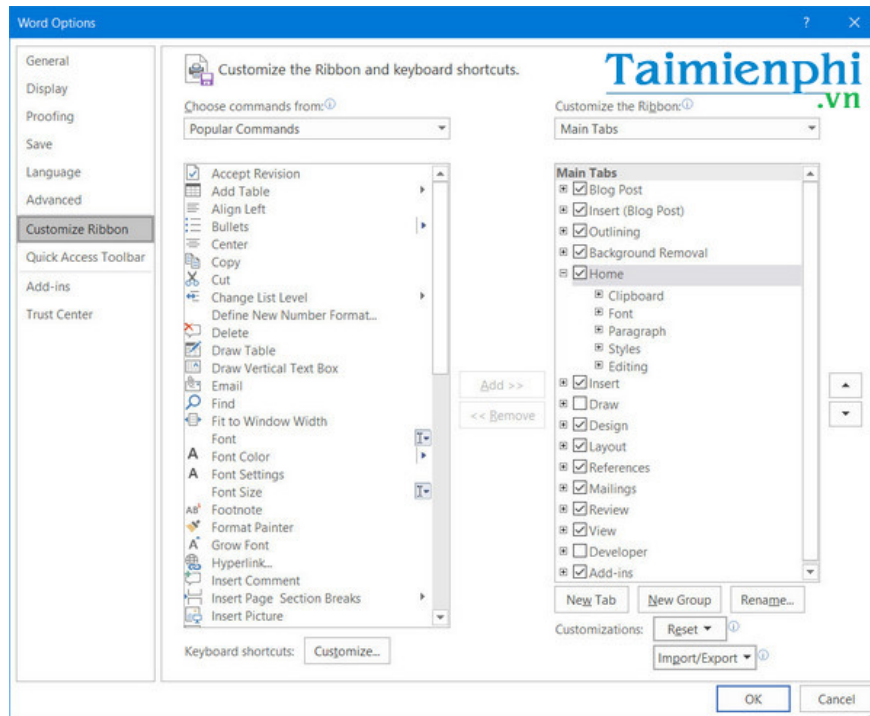 Word Options
?
General
Display
Proofing
Save
Language
Advanced
Customize Ribbon
Quick Access Toolbar
Add-ins
Trust Center
Customize the Ribbon and keyboard shortcuts.
Taimienphi
.vn
Choose commands from:
Popular Commands
Accept Revision
Add Table
Align Left
Bullets
Center
Copy
Cut
Change List Level
Define New Number Format...
Delete
Draw Table
Draw Vertical Text Box
Email
Find
Fit to Window Width
Font
Font Color
Font Settings
Font Size
Footnote
Format Painter
Grow Font
Hyperlink...
Insert Comment
Insert Page Section Breaks
Insert Picture
Keyboard shortcuts: Customize...
Add >>
<< Remove
Customize the Ribbon:
Main Tabs
Main Tabs
Blog Post
Insert (Blog Post)
Outlining
Background Removal
Home
Clipboard
Font
Paragraph
Styles
Editing
Insert
Draw
Design
Layout
References
Mailings
Review
View
Developer
Add-ins
New Tab New Group Rename...
Customizations: Reset
Import/Export
OK Cancel